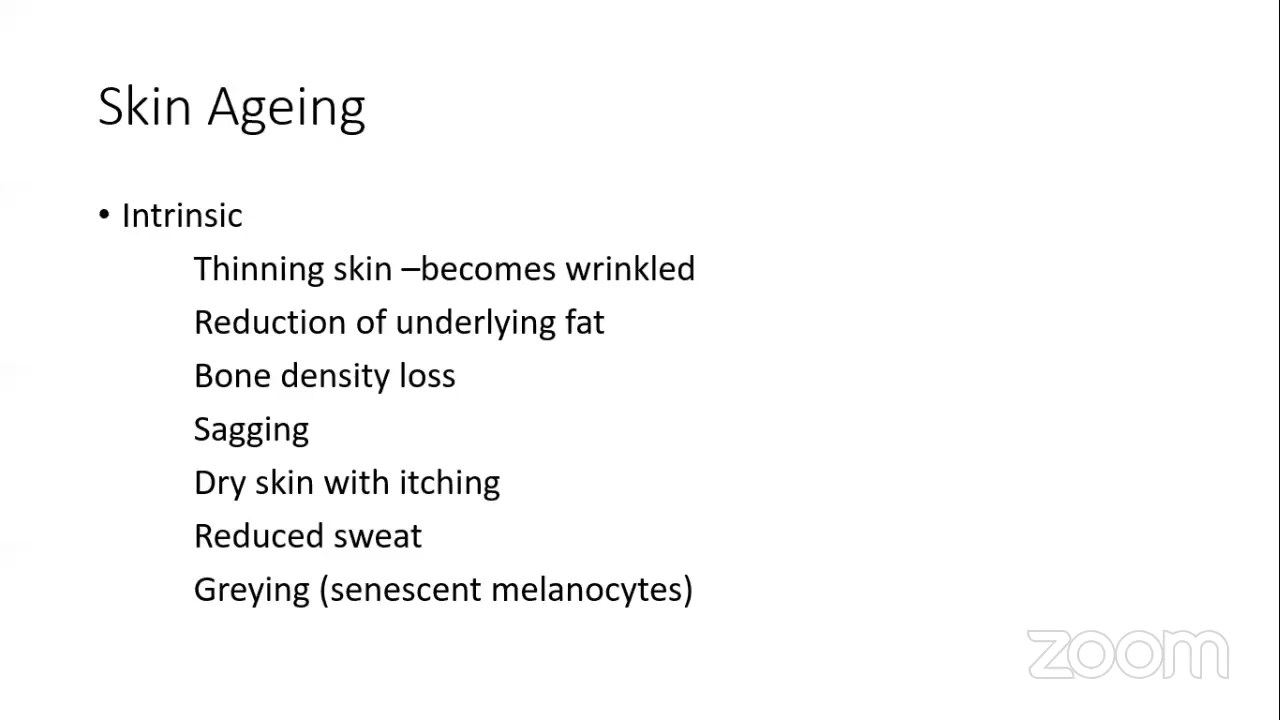 Skin Ageing
• Intrinsic
Thinning skin –becomes wrinkled
Reduction of underlying fat
Bone density loss
Sagging
Dry skin with itching
Reduced sweat
Greying (senescent melanocytes)
zoom